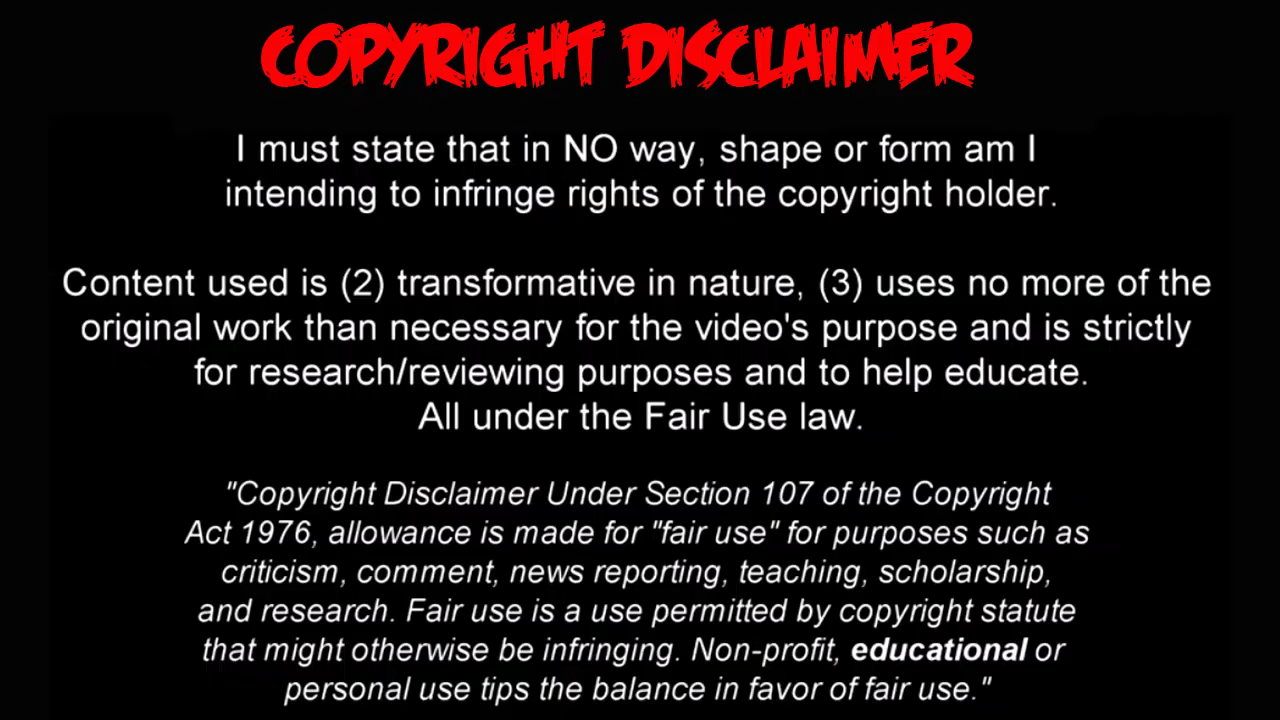 COPYRIGHT DISCLAIMER
I must state that in NO way, shape or form am I
intending to infringe rights of the copyright holder.
Content used is (2) transformative in nature, (3) uses no more of the
original work than necessary for the video's purpose and is strictly
for research/reviewing purposes and to help educate.
All under the Fair Use law.
"Copyright Disclaimer Under Section 107 of the Copyright
Act 1976, allowance is made for "fair use" for purposes such as
criticism, comment, news reporting, teaching, scholarship,
and research. Fair use is a use permitted by copyright statute
that might otherwise be infringing. Non-profit, educational or
personal use tips the balance in favor of fair use."